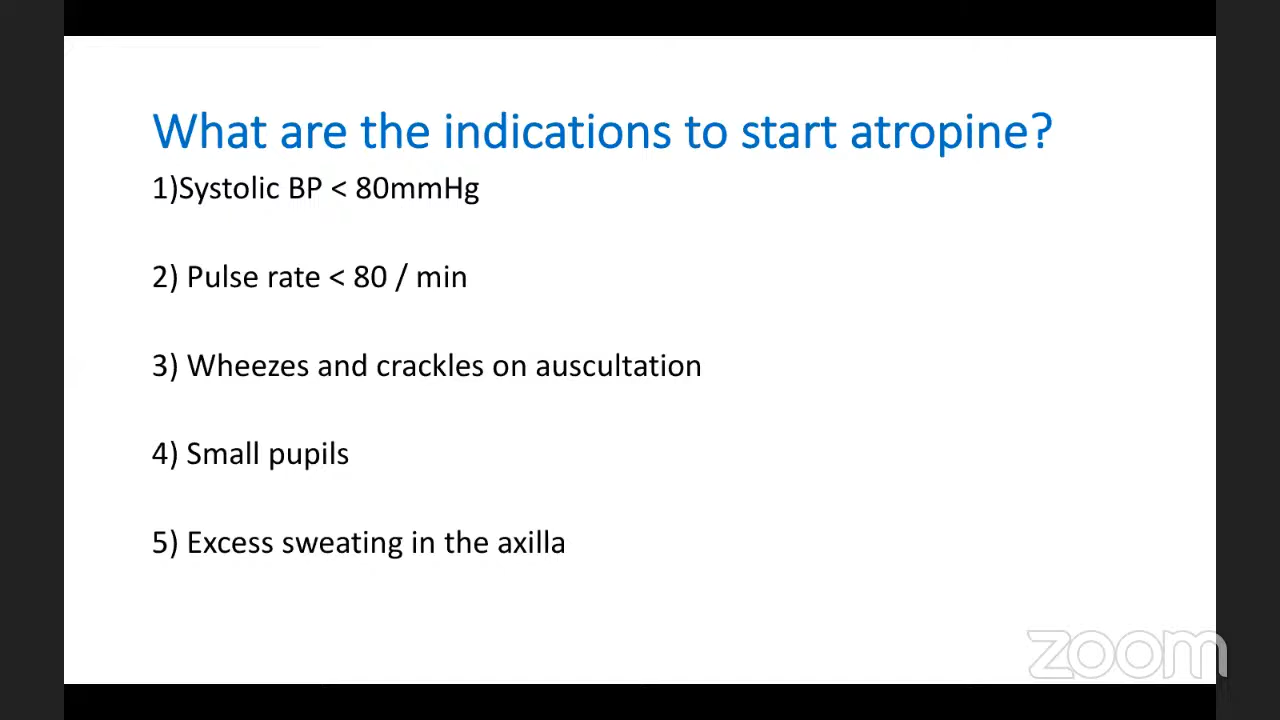 What are the indications to start atropine?
1)Systolic BP < 80mmHg
2) Pulse rate < 80 / min
3) Wheezes and crackles on auscultation
4) Small pupils
5) Excess sweating in the axilla
zoom